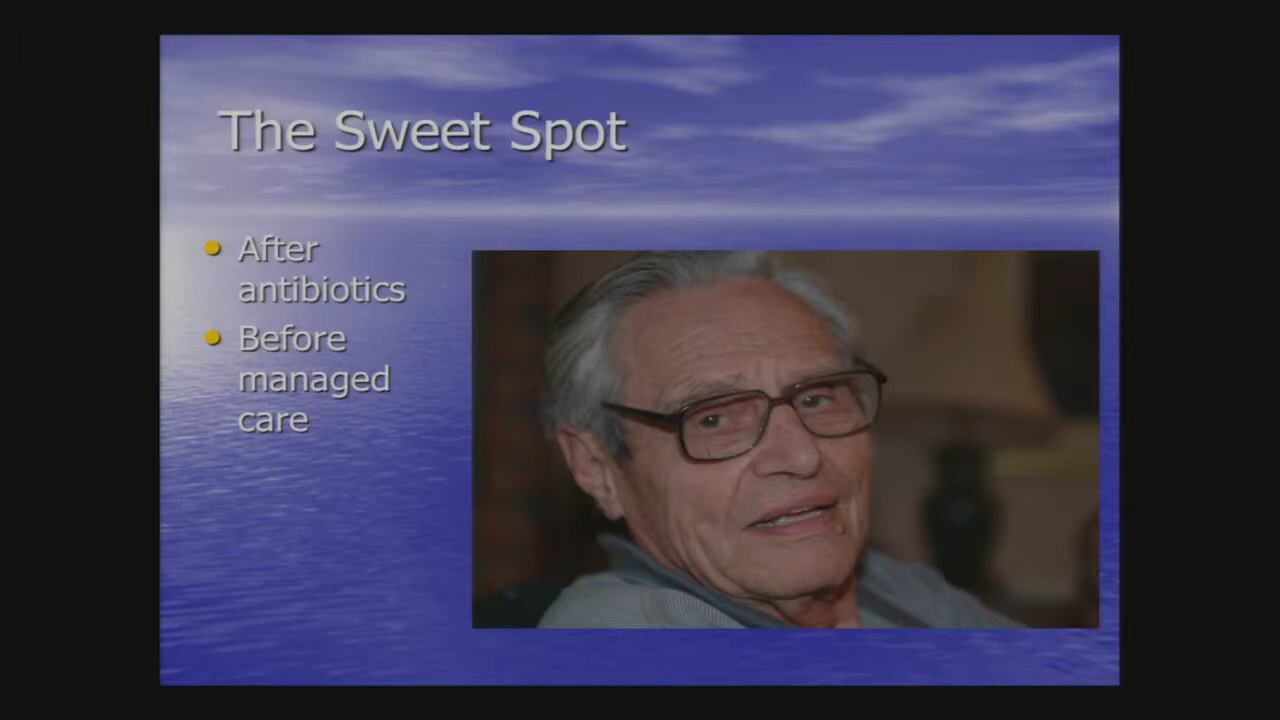 The Sweet Spot
After
antibiotics
Before
managed
care